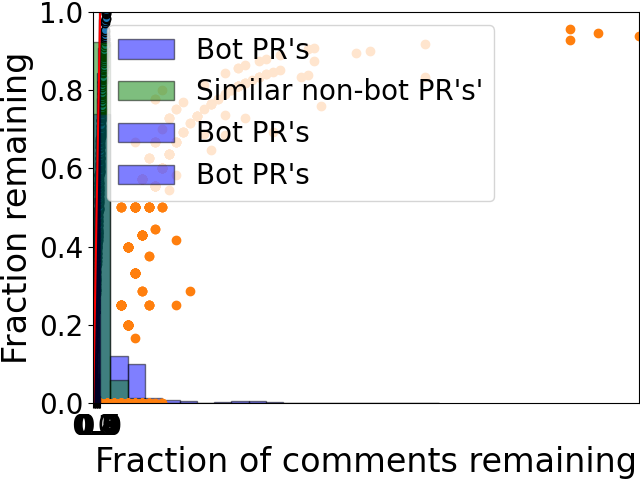 1.0
0.8
0.6
0.4
0.2
0.0
Fraction remaining
Bot PR's
Similar non-bot PR's'
Bot PR's
Bot PR's
Fraction of comments remaining